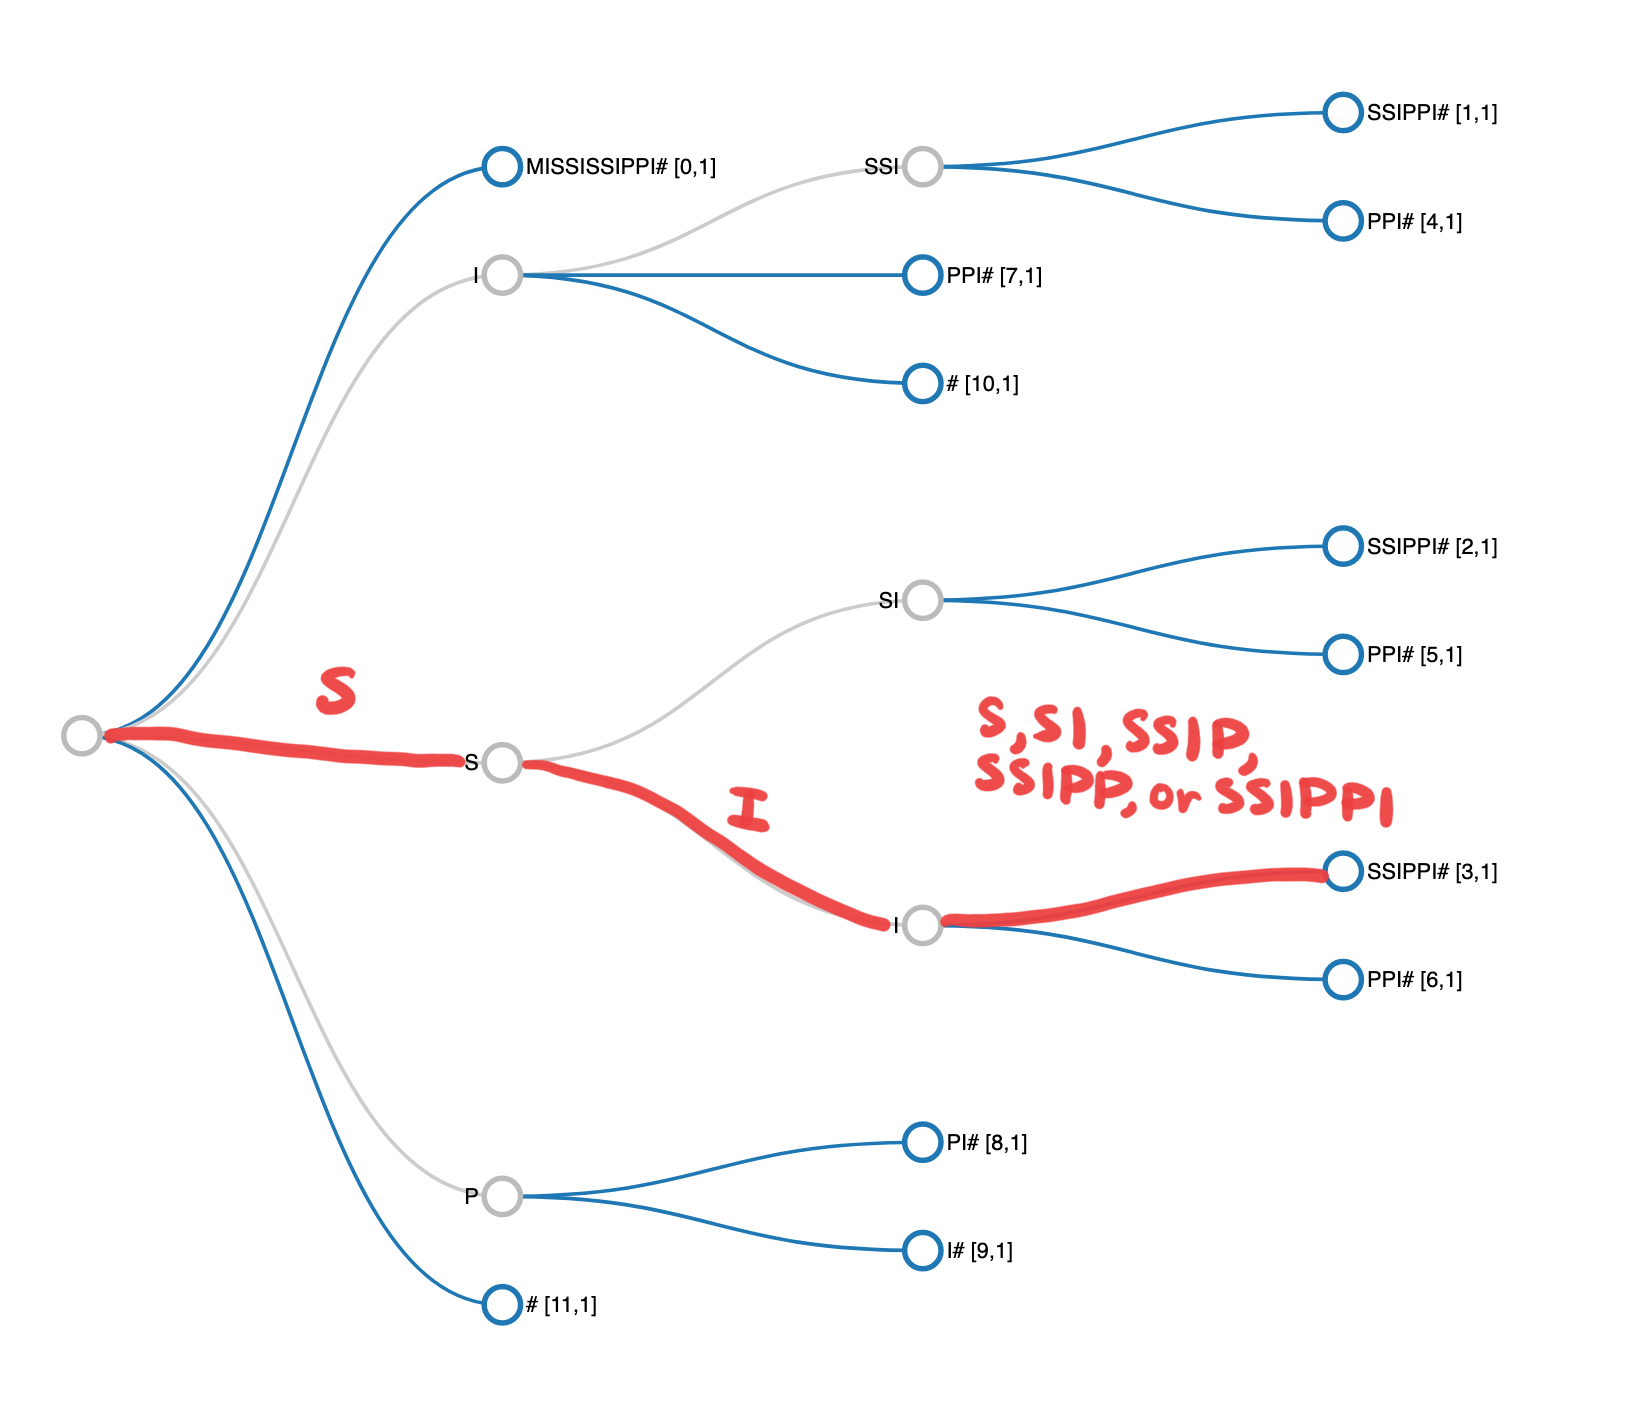 SSIPPI# [1,1]
MISSISSIPPI# [0,1]
SSI
PPI# [4,1]
I
PPI# [7,1]
# [10,1]
SSIPPI# [2,1]
SI
PPI# [5,1]
S
S
S, SI, SSIP,
SSIPP, or SSIPPI
I
SSIPPI# [3,1]
I
PPI# [6,1]
PI# [8,1]
P
I# [9,1]
# [11,1]